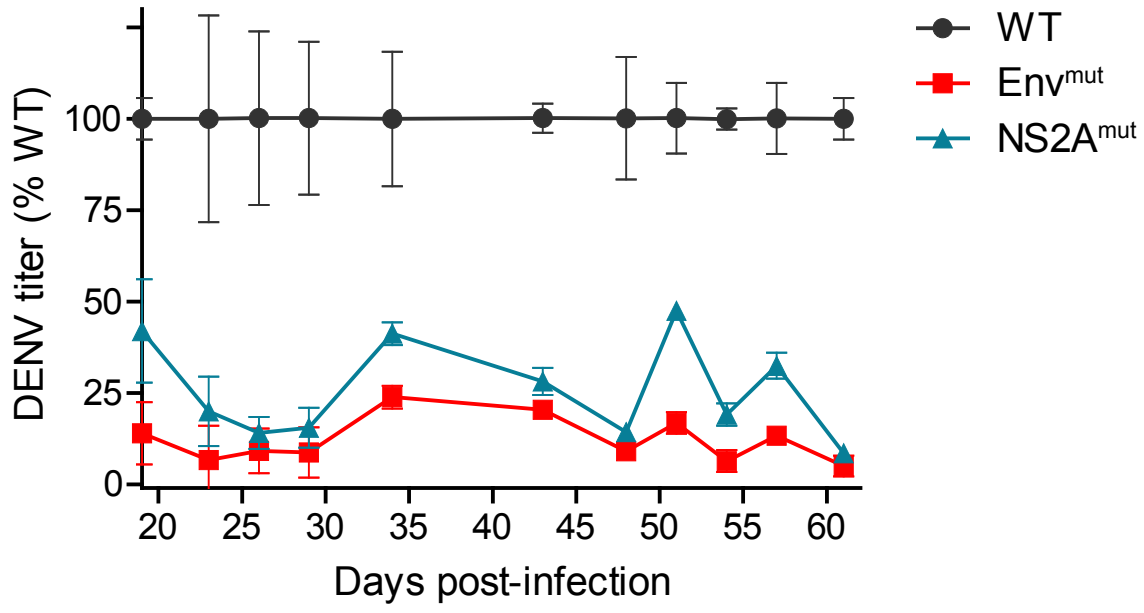 DENV titer (% WT)
100
75
50
25
0
20 25 30 35 40 45 50 55 60
Days post-infection
WT
Env^mut
NS2A^mut